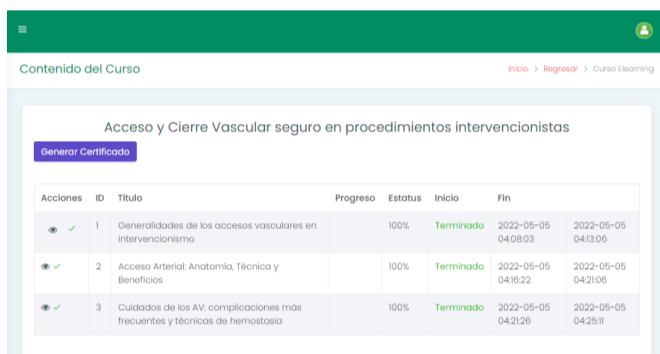 Contenido del Curso
Inicio > Regresar > Curso Elearning
Acceso y Cierre Vascular seguro en procedimientos intervencionistas
Generar Certificado
Acciones ID Titulo Progreso Estatus Inicio Fin
1 Generalidades de los accesos vasculares en 100% Terminado 2022-05-05 2022-05-05
intervencionismo 04:08:03 04:13:06
2 Acceso Arterial: Anatomía, Técnica y 100% Terminado 2022-05-05 2022-05-05
Beneficios 04:16:22 04:21:06
3 Cuidados de los AV: complicaciones más 100% Terminado 2022-05-05 2022-05-05
frecuentes y técnicas de hemostasia 04:21:26 04:25:11